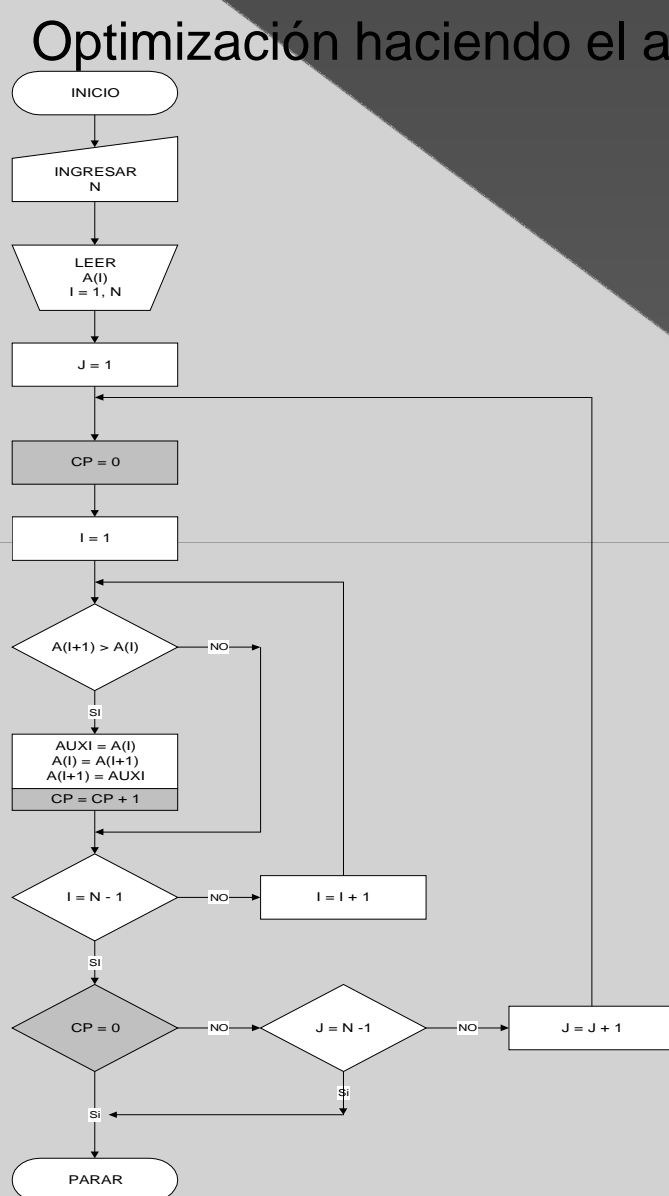 Optimización haciendo el a
INICIO
INGRESAR
N
LEER
A(I)
I = 1, N
J = 1
CP = 0
I = 1
A(I+1) > A(I)
NO
SI
AUXI = A(I)
A(I) = A(I+1)
A(I+1) = AUXI
CP = CP + 1
I = N - 1
NO
I = I + 1
SI
CP = 0
NO
J = N -1
NO
J = J + 1
Si
Si
PARAR